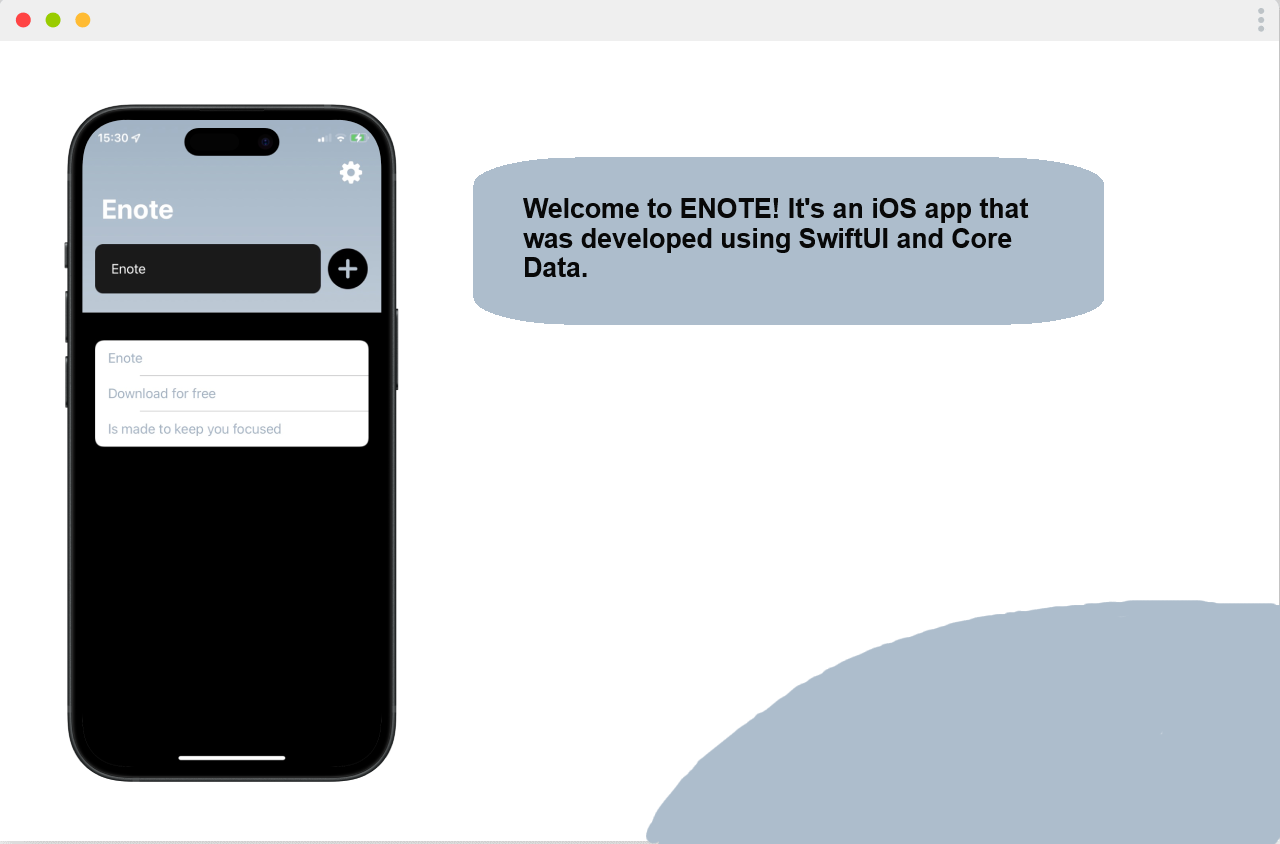 15:30
Enote
Enote
Enote
Download for free
Is made to keep you focused
Welcome to ENOTE! It's an iOS app that
was developed using SwiftUI and Core
Data.